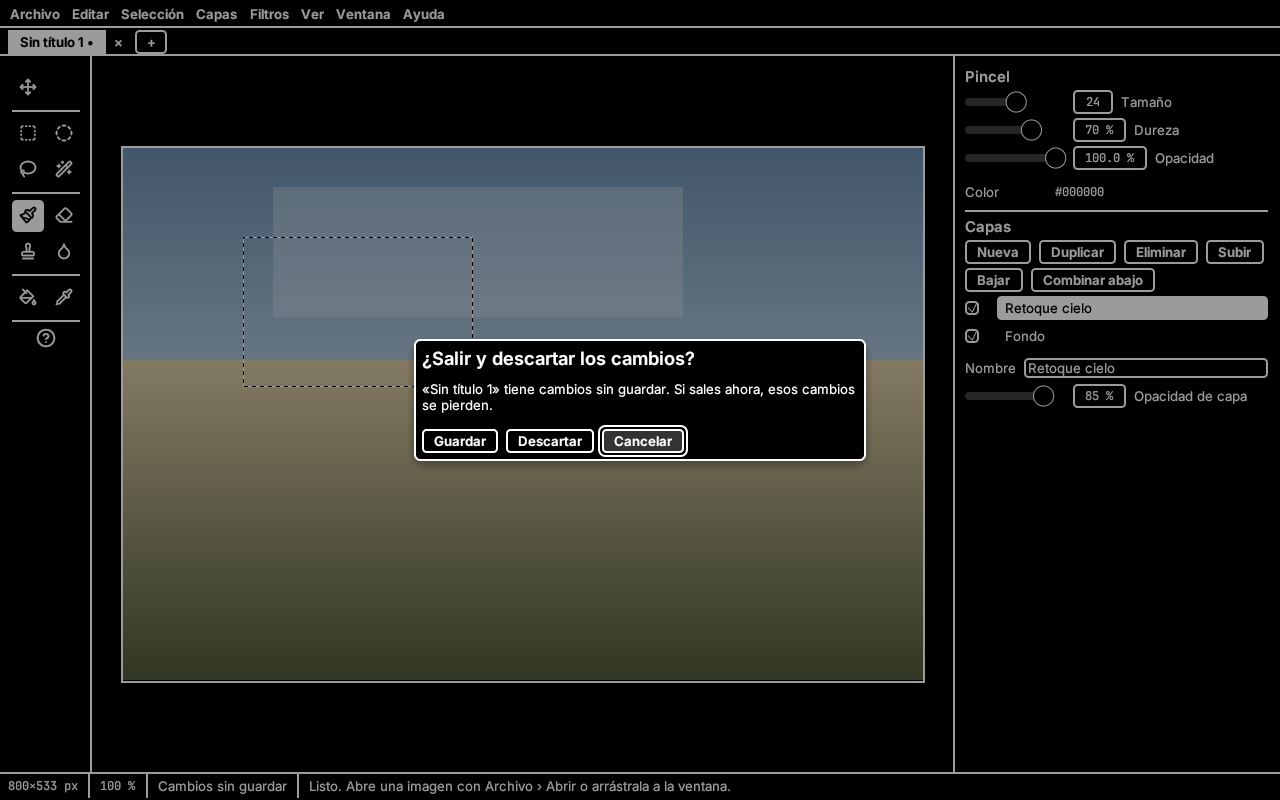 Archivo Editar Selección Capas Filtros Ver Ventana Ayuda
Sin título 1 • × +
Pincel
24 Tamaño
70 % Dureza
100.0 % Opacidad
Color #000000
Capas
Nueva Duplicar Eliminar Subir
Bajar Combinar abajo
Retoque cielo
Fondo
Nombre Retoque cielo
85 % Opacidad de capa
¿Salir y descartar los cambios?
«Sin título 1» tiene cambios sin guardar. Si sales ahora, esos cambios
se pierden.
Guardar Descartar Cancelar
800×533 px 100 % Cambios sin guardar Listo. Abre una imagen con Archivo › Abrir o arrástrala a la ventana.